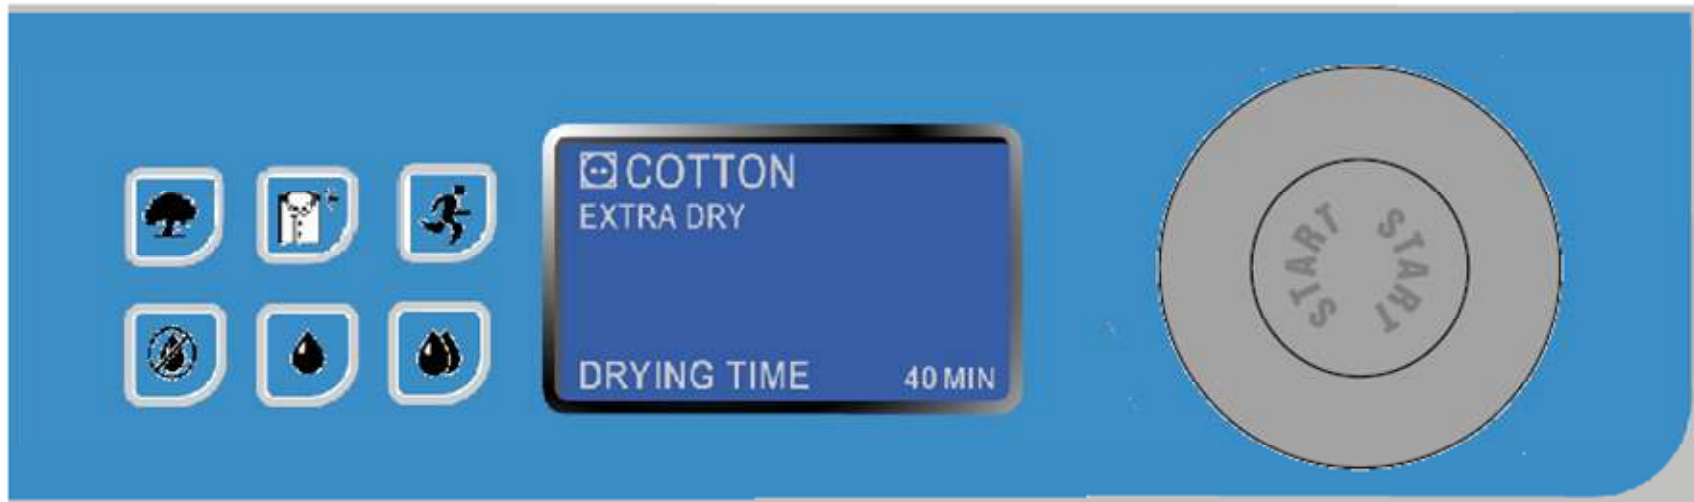 COTTON
EXTRA DRY
DRYING TIME 40 MIN
START START